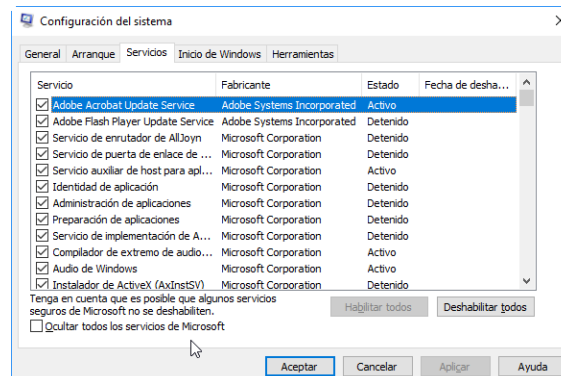 Configuración del sistema
General Arranque Servicios Inicio de Windows Herramientas
Servicio Fabricante Estado Fecha de desha...
Adobe Acrobat Update Service Adobe Systems Incorporated Activo
Adobe Flash Player Update Service Adobe Systems Incorporated Detenido
Servicio de enrutador de AllJoyn Microsoft Corporation Detenido
Servicio de puerta de enlace de ... Microsoft Corporation Detenido
Servicio auxiliar de host para apl... Microsoft Corporation Activo
Identidad de aplicación Microsoft Corporation Detenido
Administración de aplicaciones Microsoft Corporation Detenido
Preparación de aplicaciones Microsoft Corporation Detenido
Servicio de implementación de A... Microsoft Corporation Detenido
Compilador de extremo de audio... Microsoft Corporation Activo
Audio de Windows Microsoft Corporation Activo
Instalador de ActiveX (AxInstSV) Microsoft Corporation Detenido
Tenga en cuenta que es posible que algunos servicios
seguros de Microsoft no se deshabiliten.
Habilitar todos Deshabilitar todos
Ocultar todos los servicios de Microsoft
Aceptar Cancelar Aplicar Ayuda